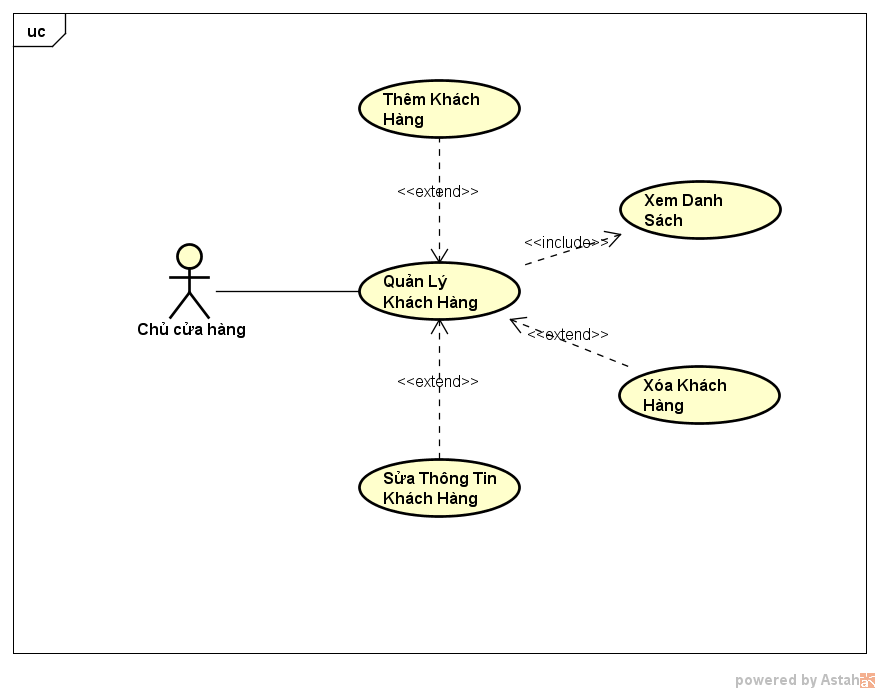 uc
Thêm Khách
Hàng
<<extend>>
Xem Danh
Sách
<<include>>
Quản Lý
Khách Hàng
Chủ cửa hàng
<<extend>>
<<extend>>
Xóa Khách
Hàng
Sửa Thông Tin
Khách Hàng
powered by Astah